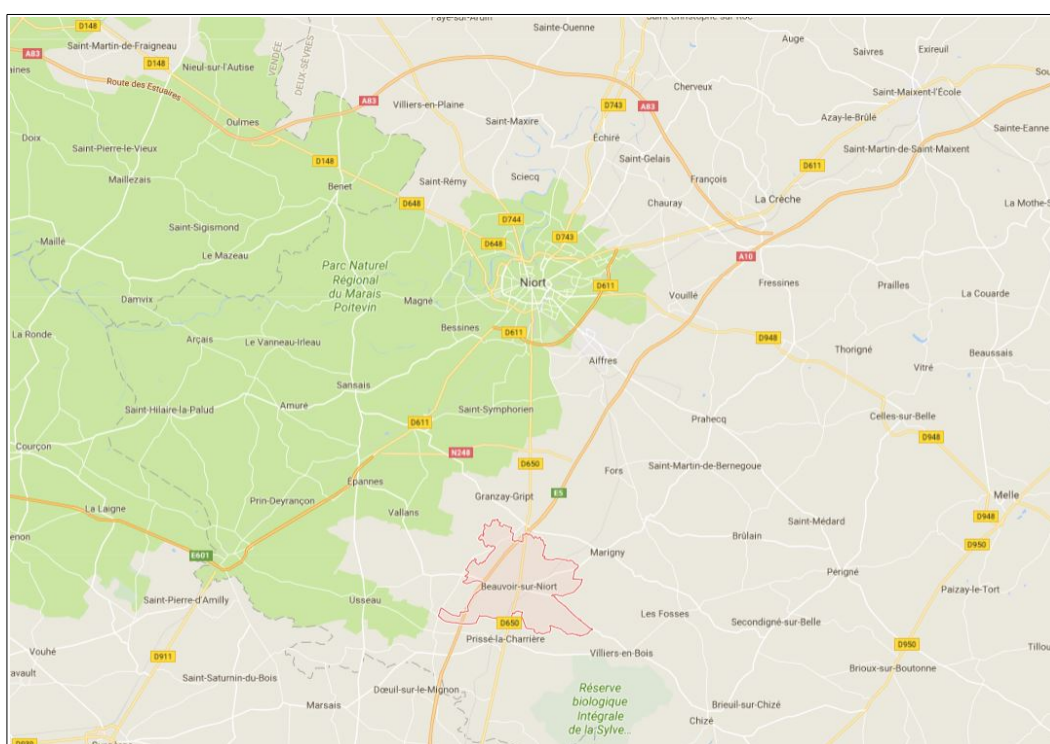 Sainte-Ouenne
D148
Auge
Saint-Martin-de-Fraigneau
Saivres
Exireuil
A83
D148
Nieul-sur-l'Autise
VENDÉE
DEUX-SÈVRES
Route des Estuaires
Cherveux
Saint-Maixent-l'École
A83
Villiers-en-Plaine
D743
A83
Oulmes
Saint-Maxire
Azay-le-Brûlé
Sainte-Eanne
Doix
Échiré
Saint-Pierre-le-Vieux
Saint-Martin-de-Saint-Maixent
D148
Saint-Gelais
D611
Maillezais
Benet
Saint-Rémy
Sciecq
François
La Crèche
D648
Chauray
La Mothe-S
D744
Saint-Sigismond
D743
Maillé
D648
Le Mazeau
A10
Parc Naturel
Régional
du Marais
Poitevin
Niort
D611
Fressines
Prailles
Damvix
Magné
Vouillé
La Couarde
Bessines
D611
La Ronde
Arçais
Le Vanneau-Irleau
D948
Thorigné
Beaussais
Aiffres
Vitré
Sansais
Amuré
Saint-Hilaire-la-Palud
Saint-Symphorien
Celles-sur-Belle
D611
Prahecq
D948
Courçon
N248
D650
Fors
Saint-Martin-de-Bernegoue
Épannes
E5
Granzay-Gript
Melle
Prin-Deyrançon
La Laigne
Vallans
D948
Saint-Médard
Brûlain
D950
E601
Marigny
Périgné
Beauvoir-sur-Niort
Paizay-le-Tort
Saint-Pierre-d'Amilly
Usseau
Les Fosses
D650
Secondigné-sur-Belle
Prissé-la-Charrière
D950
Vouhé
Villiers-en-Bois
D911
Brioux-sur-Boutonne
Saint-Saturnin-du-Bois
Dœuil-sur-le-Mignon
Réserve
biologique
Intégrale
de la Sylve...
Marsais
Brieuil-sur-Chizé
Chizé